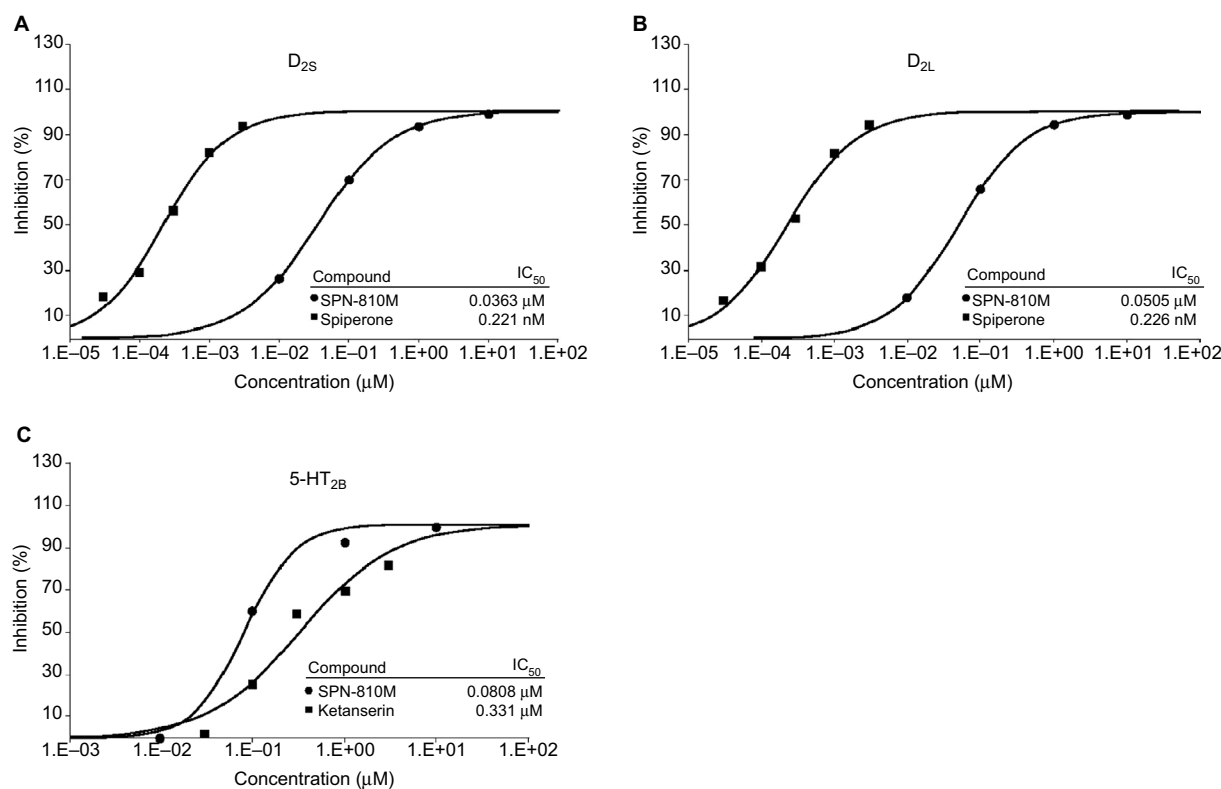 A
D2S
130
110
90
70
50
30
10
Inhibition (%)
Compound IC50
SPN-810M 0.0363 µM
Spiperone 0.221 nM
1.E–05 1.E–04 1.E–03 1.E–02 1.E–01 1.E+00 1.E+01 1.E+02
Concentration (µM)
B
D2L
130
110
90
70
50
30
10
Inhibition (%)
Compound IC50
SPN-810M 0.0505 µM
Spiperone 0.226 nM
1.E–05 1.E–04 1.E–03 1.E–02 1.E–01 1.E+00 1.E+01 1.E+02
Concentration (µM)
C
5-HT2B
130
110
90
70
50
30
10
Inhibition (%)
Compound IC50
SPN-810M 0.0808 µM
Ketanserin 0.331 µM
1.E–03 1.E–02 1.E–01 1.E+00 1.E+01 1.E+02
Concentration (µM)